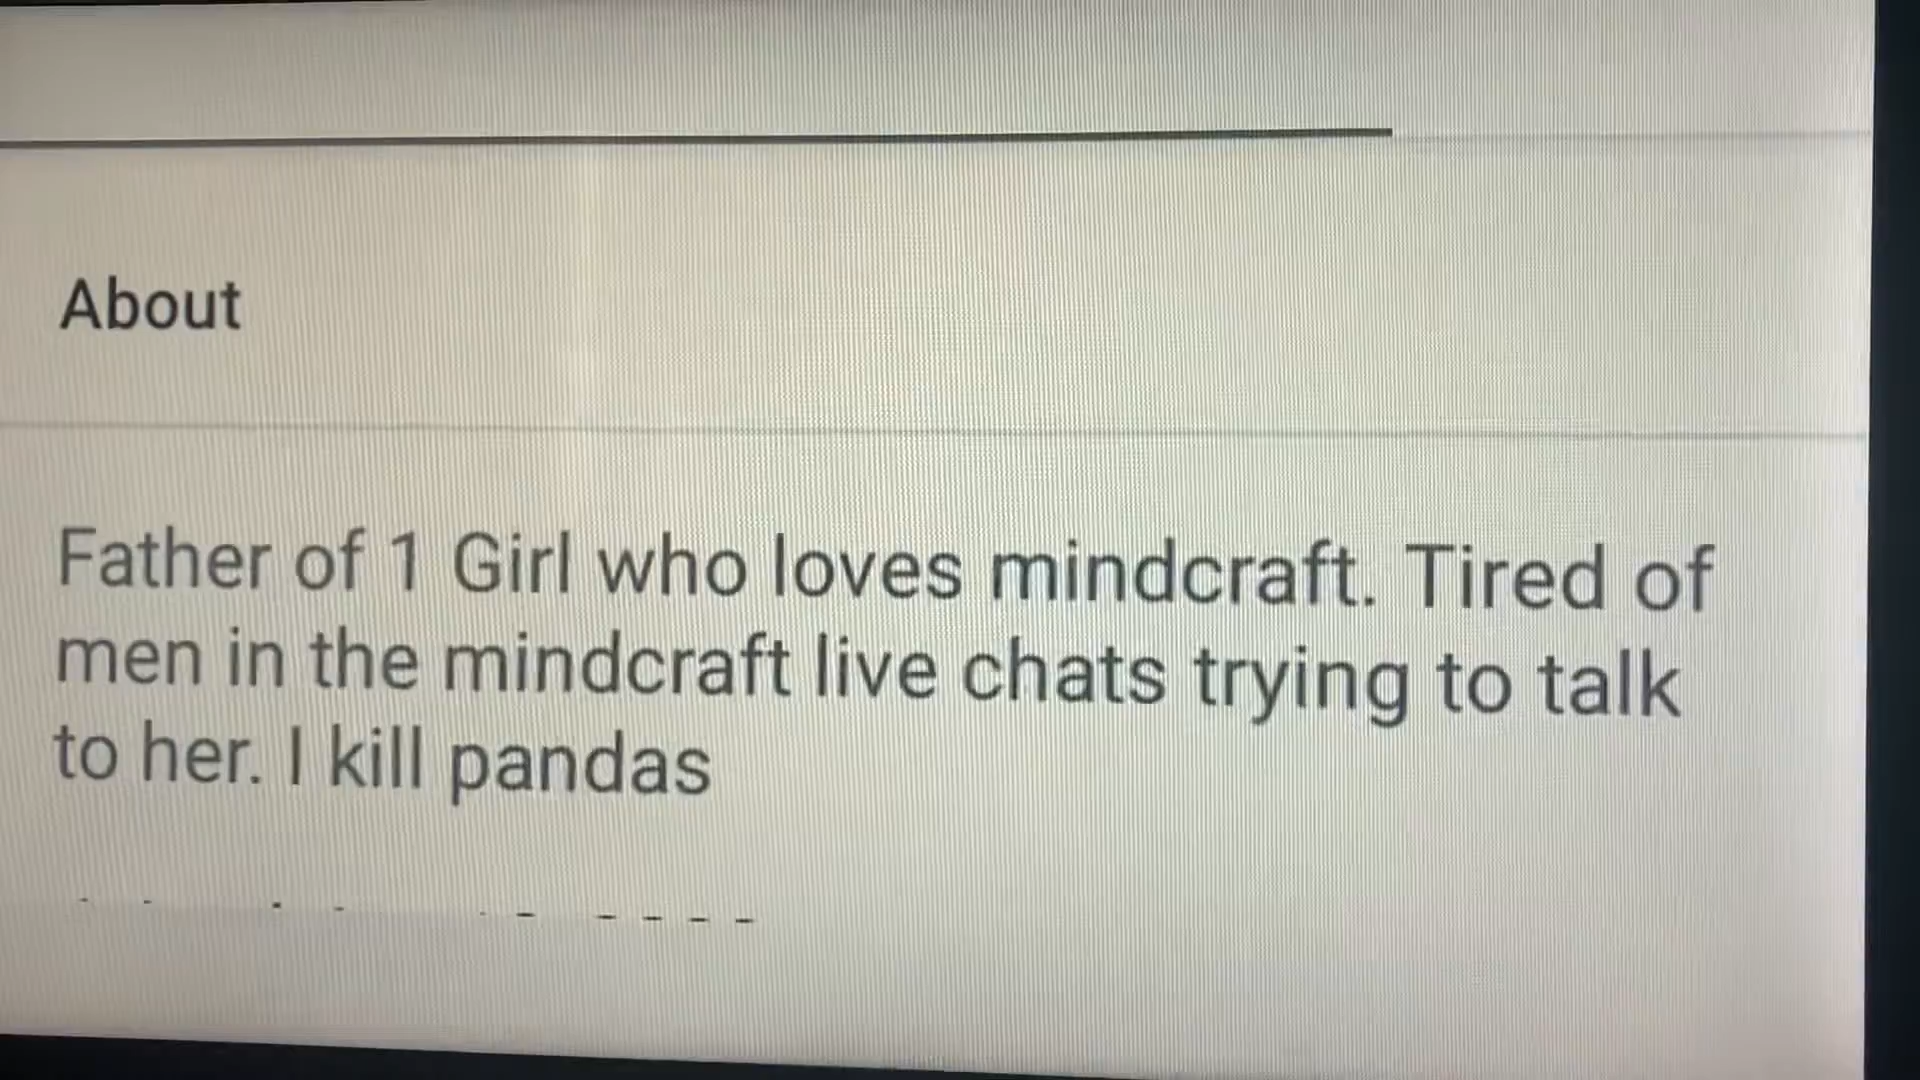 About
Father of 1 Girl who loves mindcraft. Tired of
men in the mindcraft live chats trying to talk
to her. I kill pandas